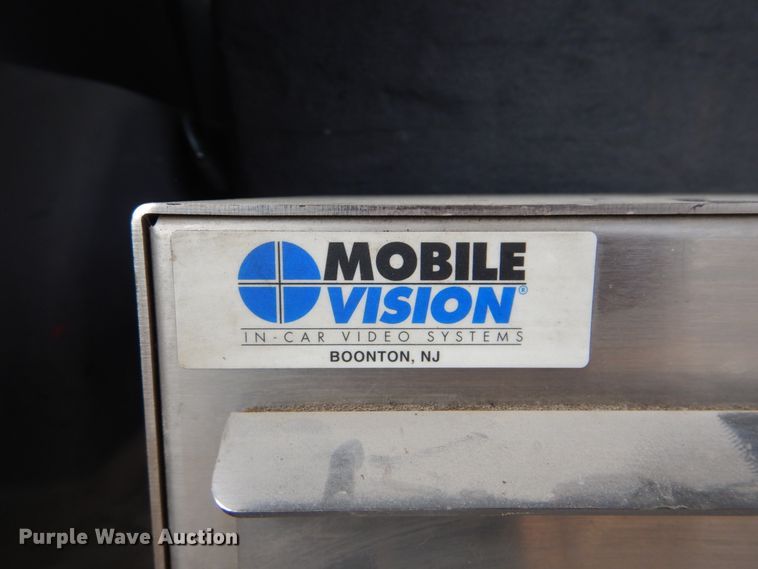 MOBILE
VISION®
IN-CAR VIDEO SYSTEMS
BOONTON, NJ
Purple Wave Auction